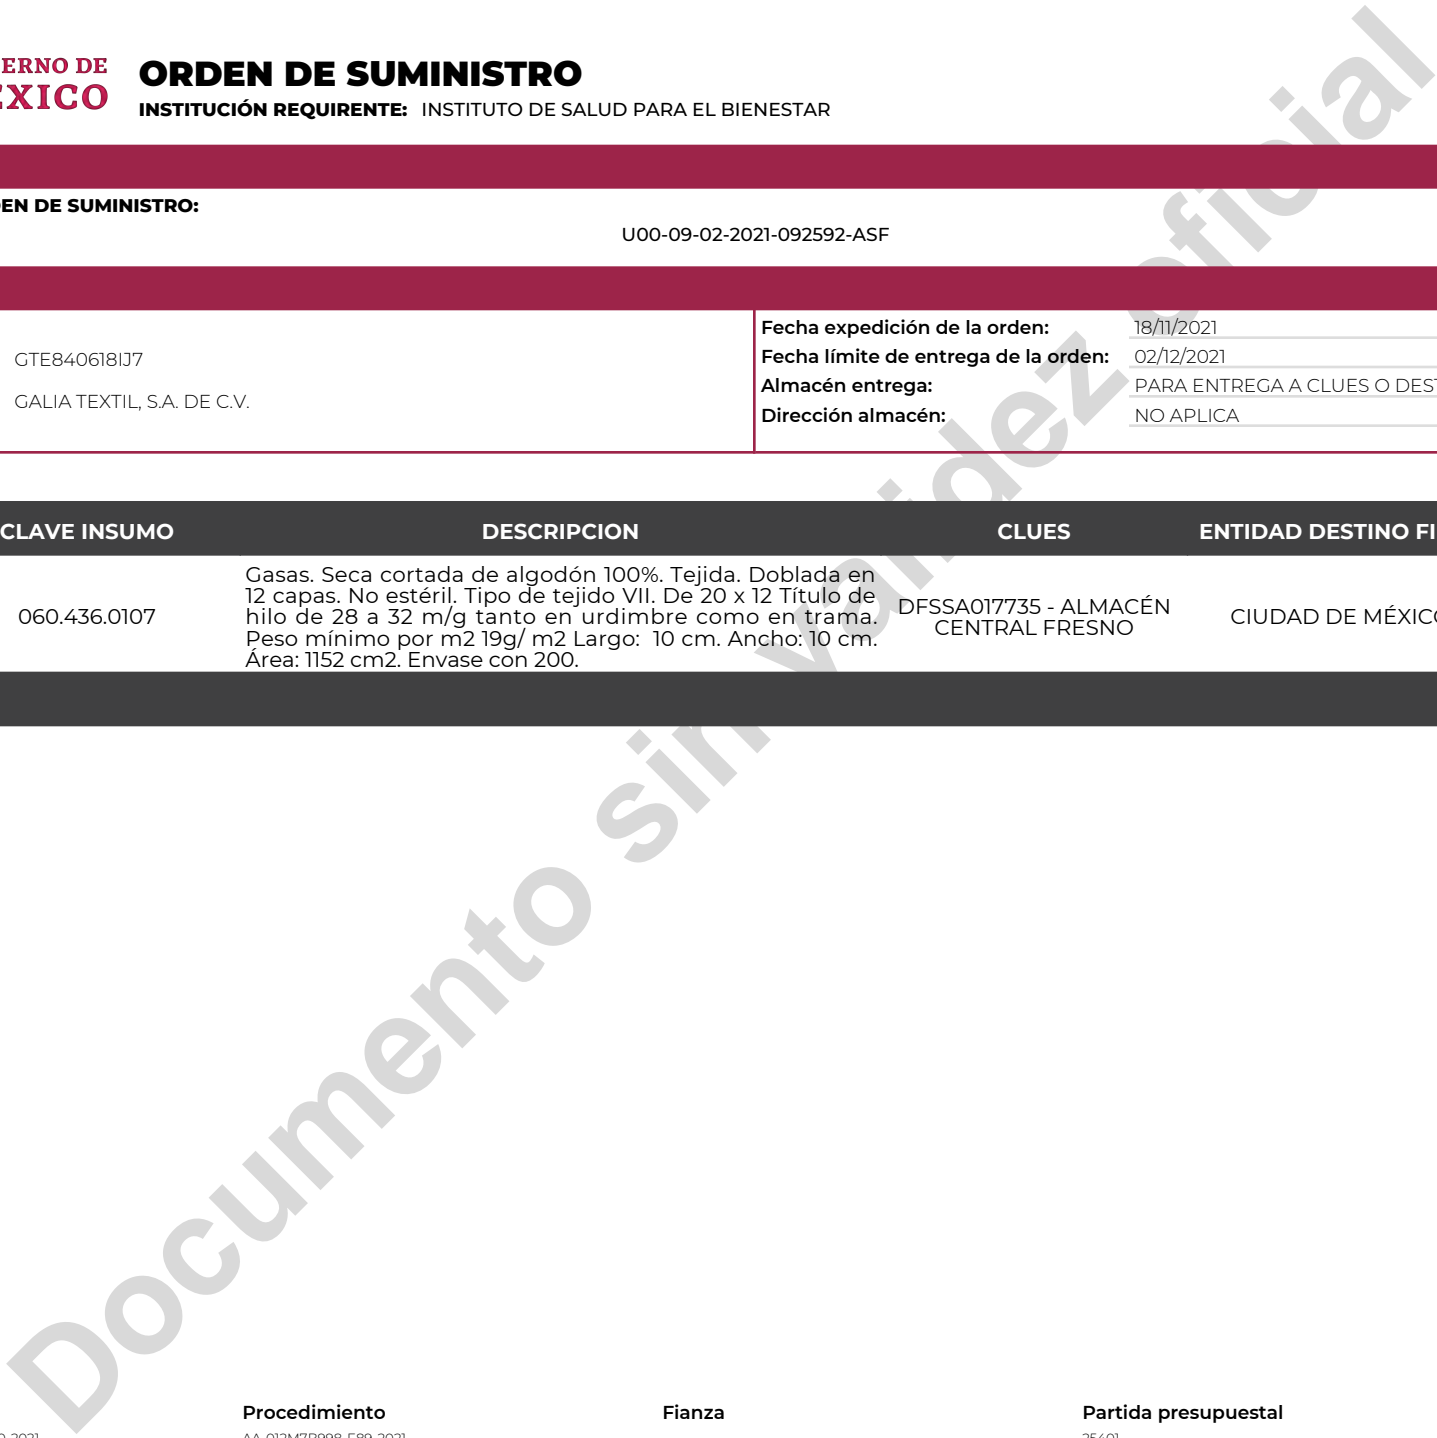 ERNO DE
ÉXICO
ORDEN DE SUMINISTRO
INSTITUCIÓN REQUIRENTE: INSTITUTO DE SALUD PARA EL BIENESTAR
EN DE SUMINISTRO:
U00-09-02-2021-092592-ASF
GTE840618IJ7
GALIA TEXTIL, S.A. DE C.V.
Fecha expedición de la orden: 18/11/2021
Fecha límite de entrega de la orden: 02/12/2021
Almacén entrega: PARA ENTREGA A CLUES O DEST
Dirección almacén: NO APLICA
CLAVE INSUMO DESCRIPCION CLUES ENTIDAD DESTINO FI
060.436.0107
Gasas. Seca cortada de algodón 100%. Tejida. Doblada en
12 capas. No estéril. Tipo de tejido VII. De 20 x 12 Título de
hilo de 28 a 32 m/g tanto en urdimbre como en trama.
Peso mínimo por m2 19g/ m2 Largo: 10 cm. Ancho: 10 cm.
Área: 1152 cm2. Envase con 200.
DFSSA017735 - ALMACÉN
CENTRAL FRESNO
CIUDAD DE MÉXICO
Documento sin validez oficial
Procedimiento Fianza Partida presupuestal